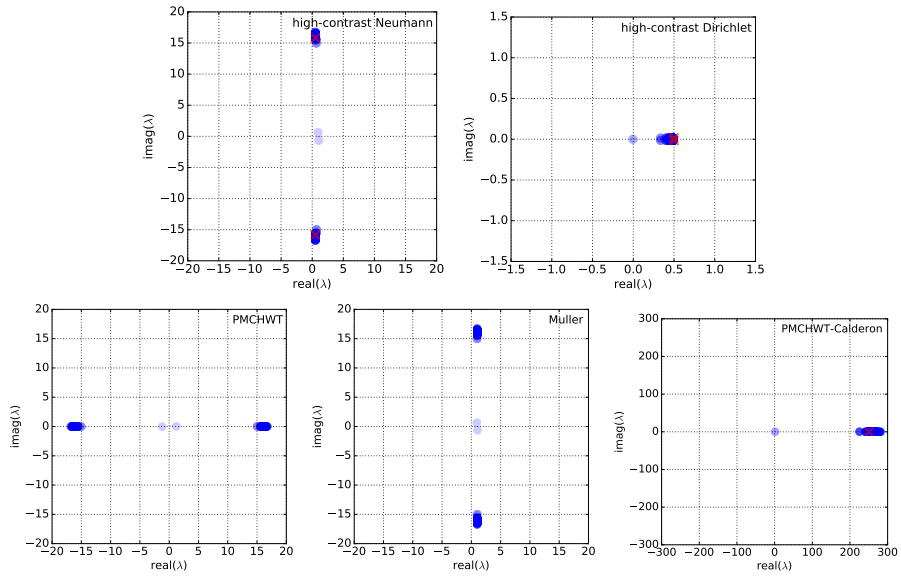 high-contrast Neumann
20
15
10
5
0
−5
−10
−15
−20
−20 −15 −10 −5 0 5 10 15 20
imag(λ)
real(λ)
high-contrast Dirichlet
1.5
1.0
0.5
0.0
−0.5
−1.0
−1.5
−1.5 −1.0 −0.5 0.0 0.5 1.0 1.5
imag(λ)
real(λ)
PMCHWT
20
15
10
5
0
−5
−10
−15
−20
−20 −15 −10 −5 0 5 10 15 20
imag(λ)
real(λ)
Muller
20
15
10
5
0
−5
−10
−15
−20
−20 −15 −10 −5 0 5 10 15 20
imag(λ)
real(λ)
PMCHWT-Calderon
300
200
100
0
−100
−200
−300
−300 −200 −100 0 100 200 300
imag(λ)
real(λ)